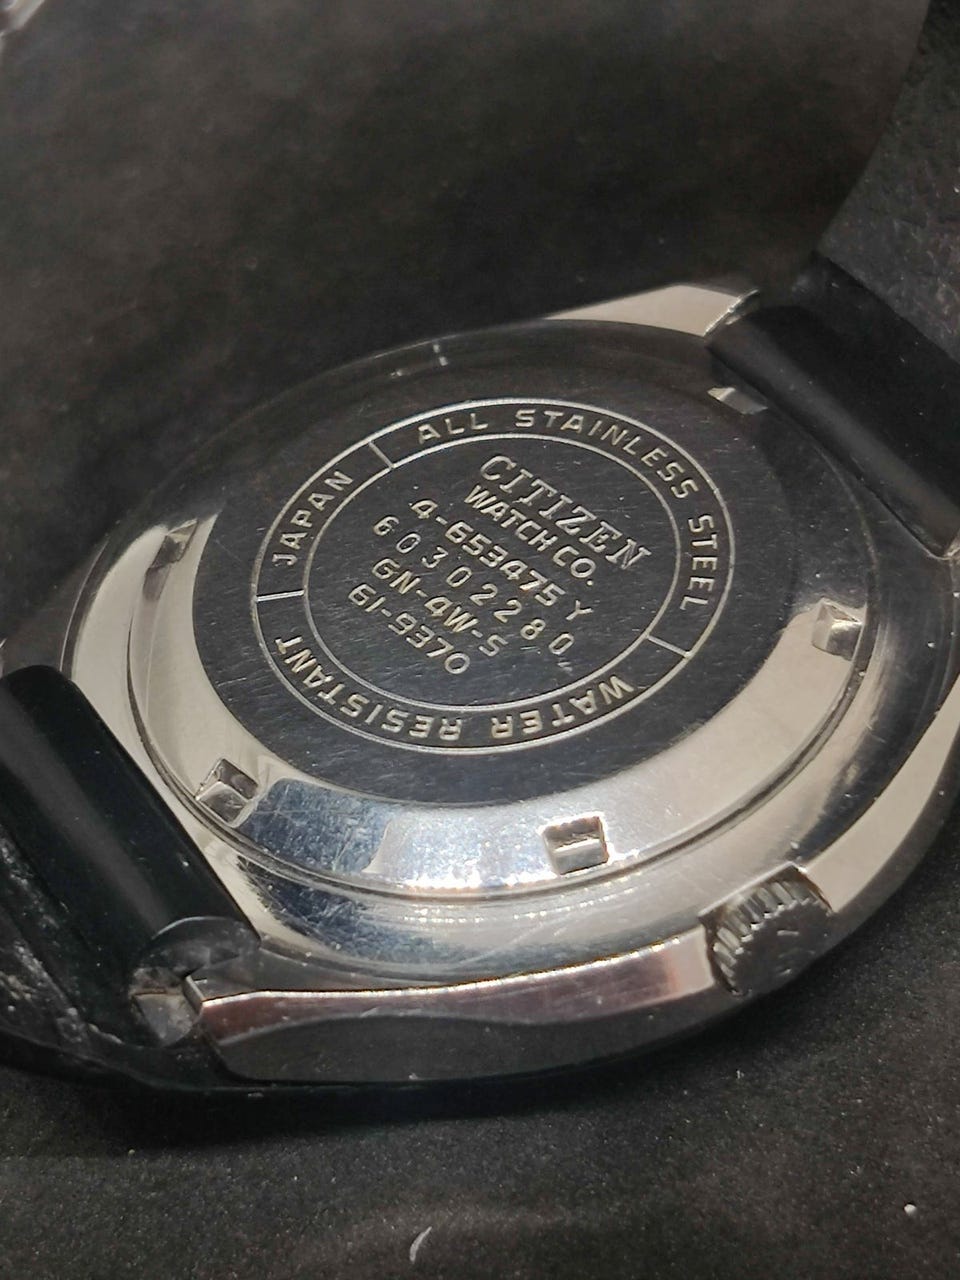 CITIZEN
WATCH CO.
4-653475 Y
60302280
GN-4W-S
61-9370
ALL STAINLESS STEEL
WATER RESISTANT
JAPAN